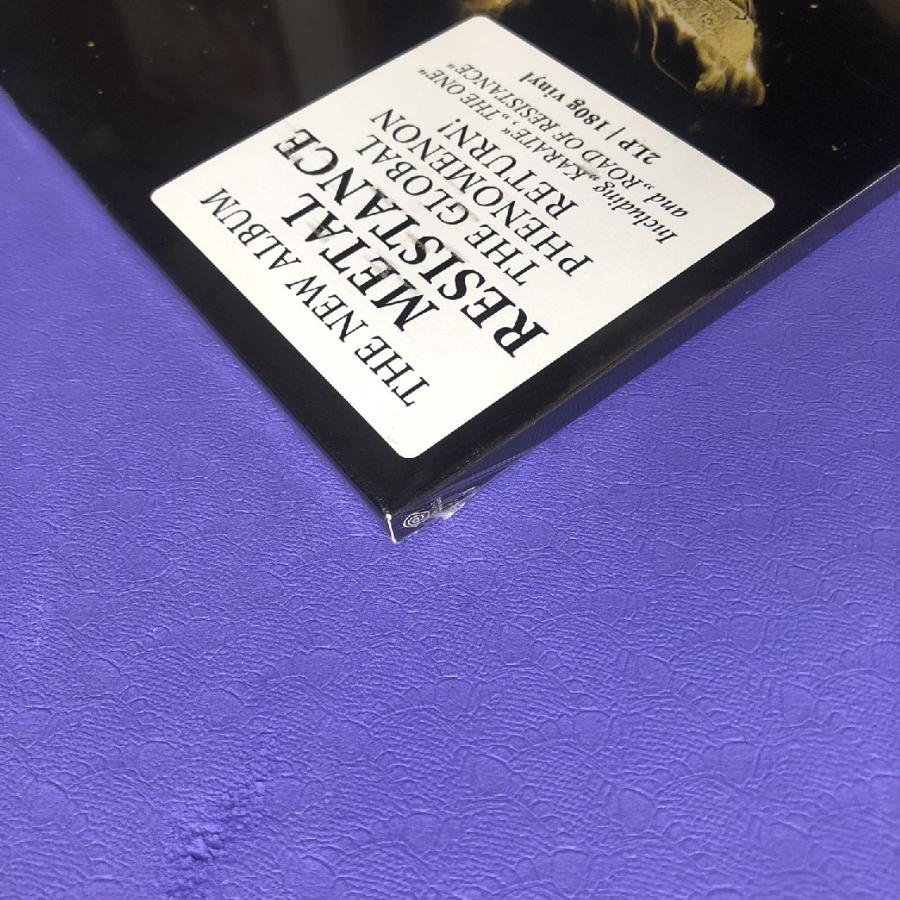 THE NEW ALBUM
METAL
RESISTANCE
THE GLOBAL
PHENOMENON
RETURN!
Including „KARATE“, „THE ONE“
and „ROAD OF RESISTANCE“
2LP | 180g vinyl